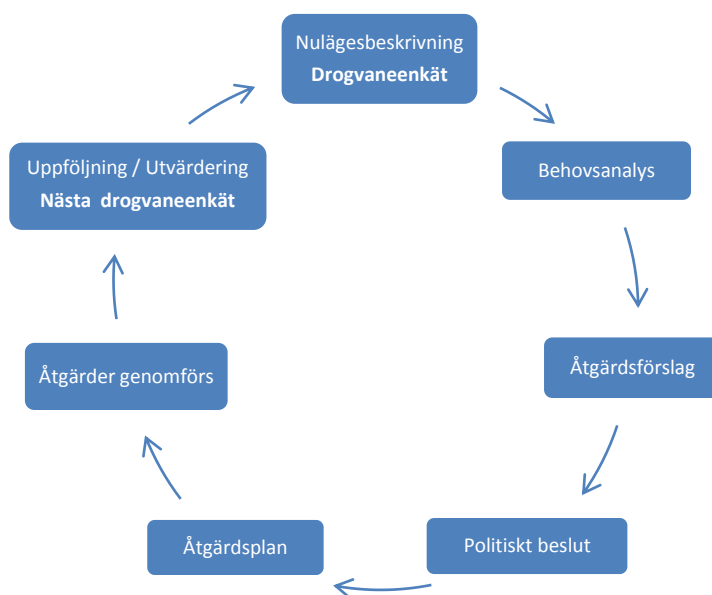 Nulägesbeskrivning
Drogvaneenkät
Behovsanalys
Åtgärdsförslag
Politiskt beslut
Åtgärdsplan
Åtgärder genomförs
Uppföljning / Utvärdering
Nästa drogvaneenkät